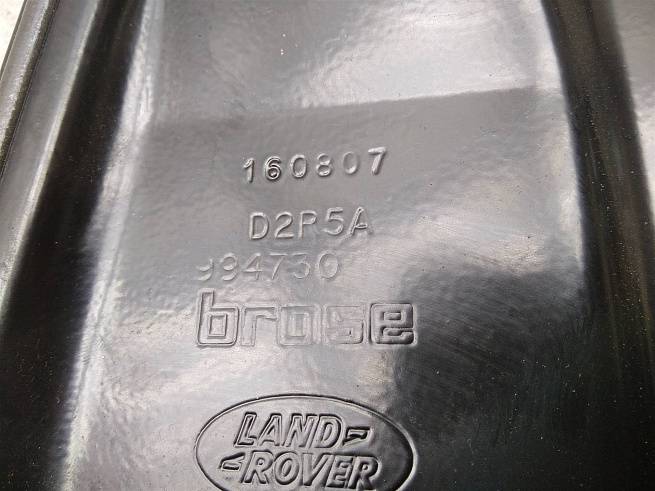 160807
D2P5A
994730
brose
LAND-
-ROVER